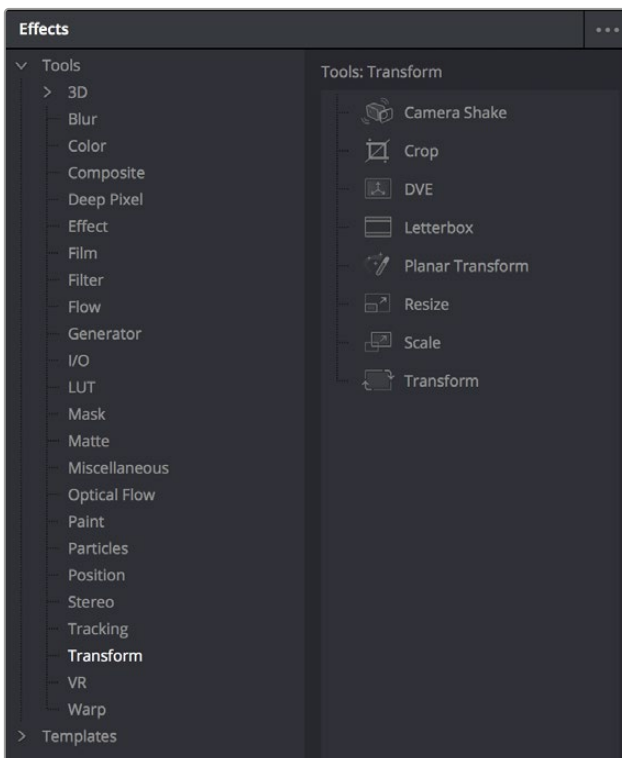 Effects
Tools
3D
Blur
Color
Composite
Deep Pixel
Effect
Film
Filter
Flow
Generator
I/O
LUT
Mask
Matte
Miscellaneous
Optical Flow
Paint
Particles
Position
Stereo
Tracking
Transform
VR
Warp
Templates
Tools: Transform
Camera Shake
Crop
DVE
Letterbox
Planar Transform
Resize
Scale
Transform